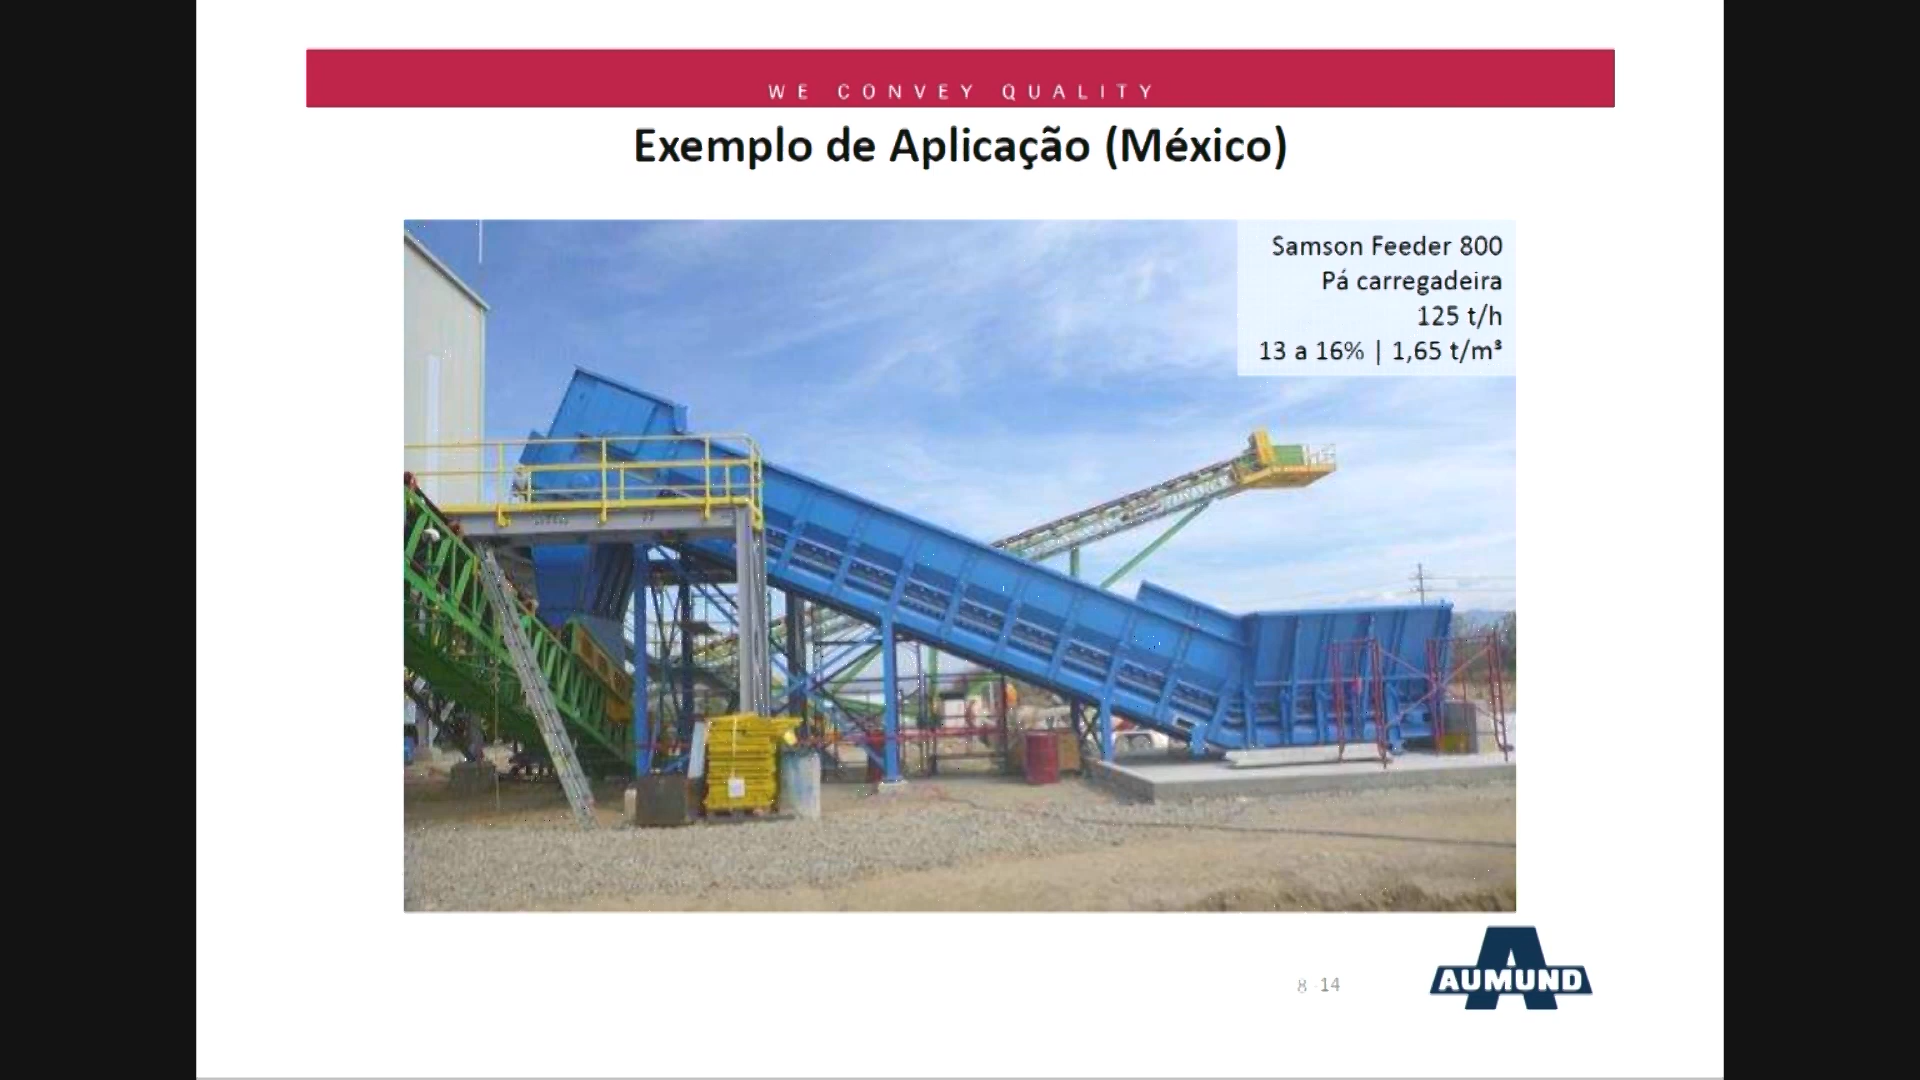 WE CONVEY QUALITY
Exemplo de Aplicação (México)
Samson Feeder 800
Pá carregadeira
125 t/h
13 a 16% | 1,65 t/m³
8 -14
AUMUND